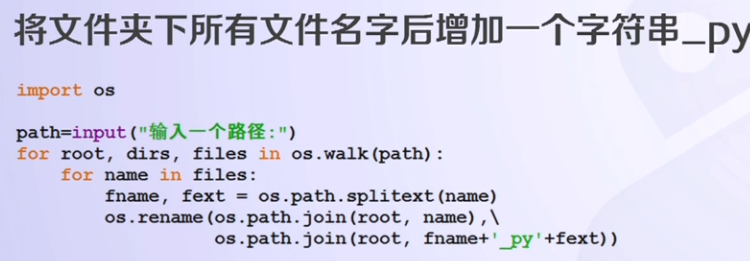 将文件夹下所有文件名字后增加一个字符串_py
import os
path=input("输入一个路径:")
for root, dirs, files in os.walk(path):
    for name in files:
        fname, fext = os.path.splitext(name)
        os.rename(os.path.join(root, name),\
                  os.path.join(root, fname+'_py'+fext))